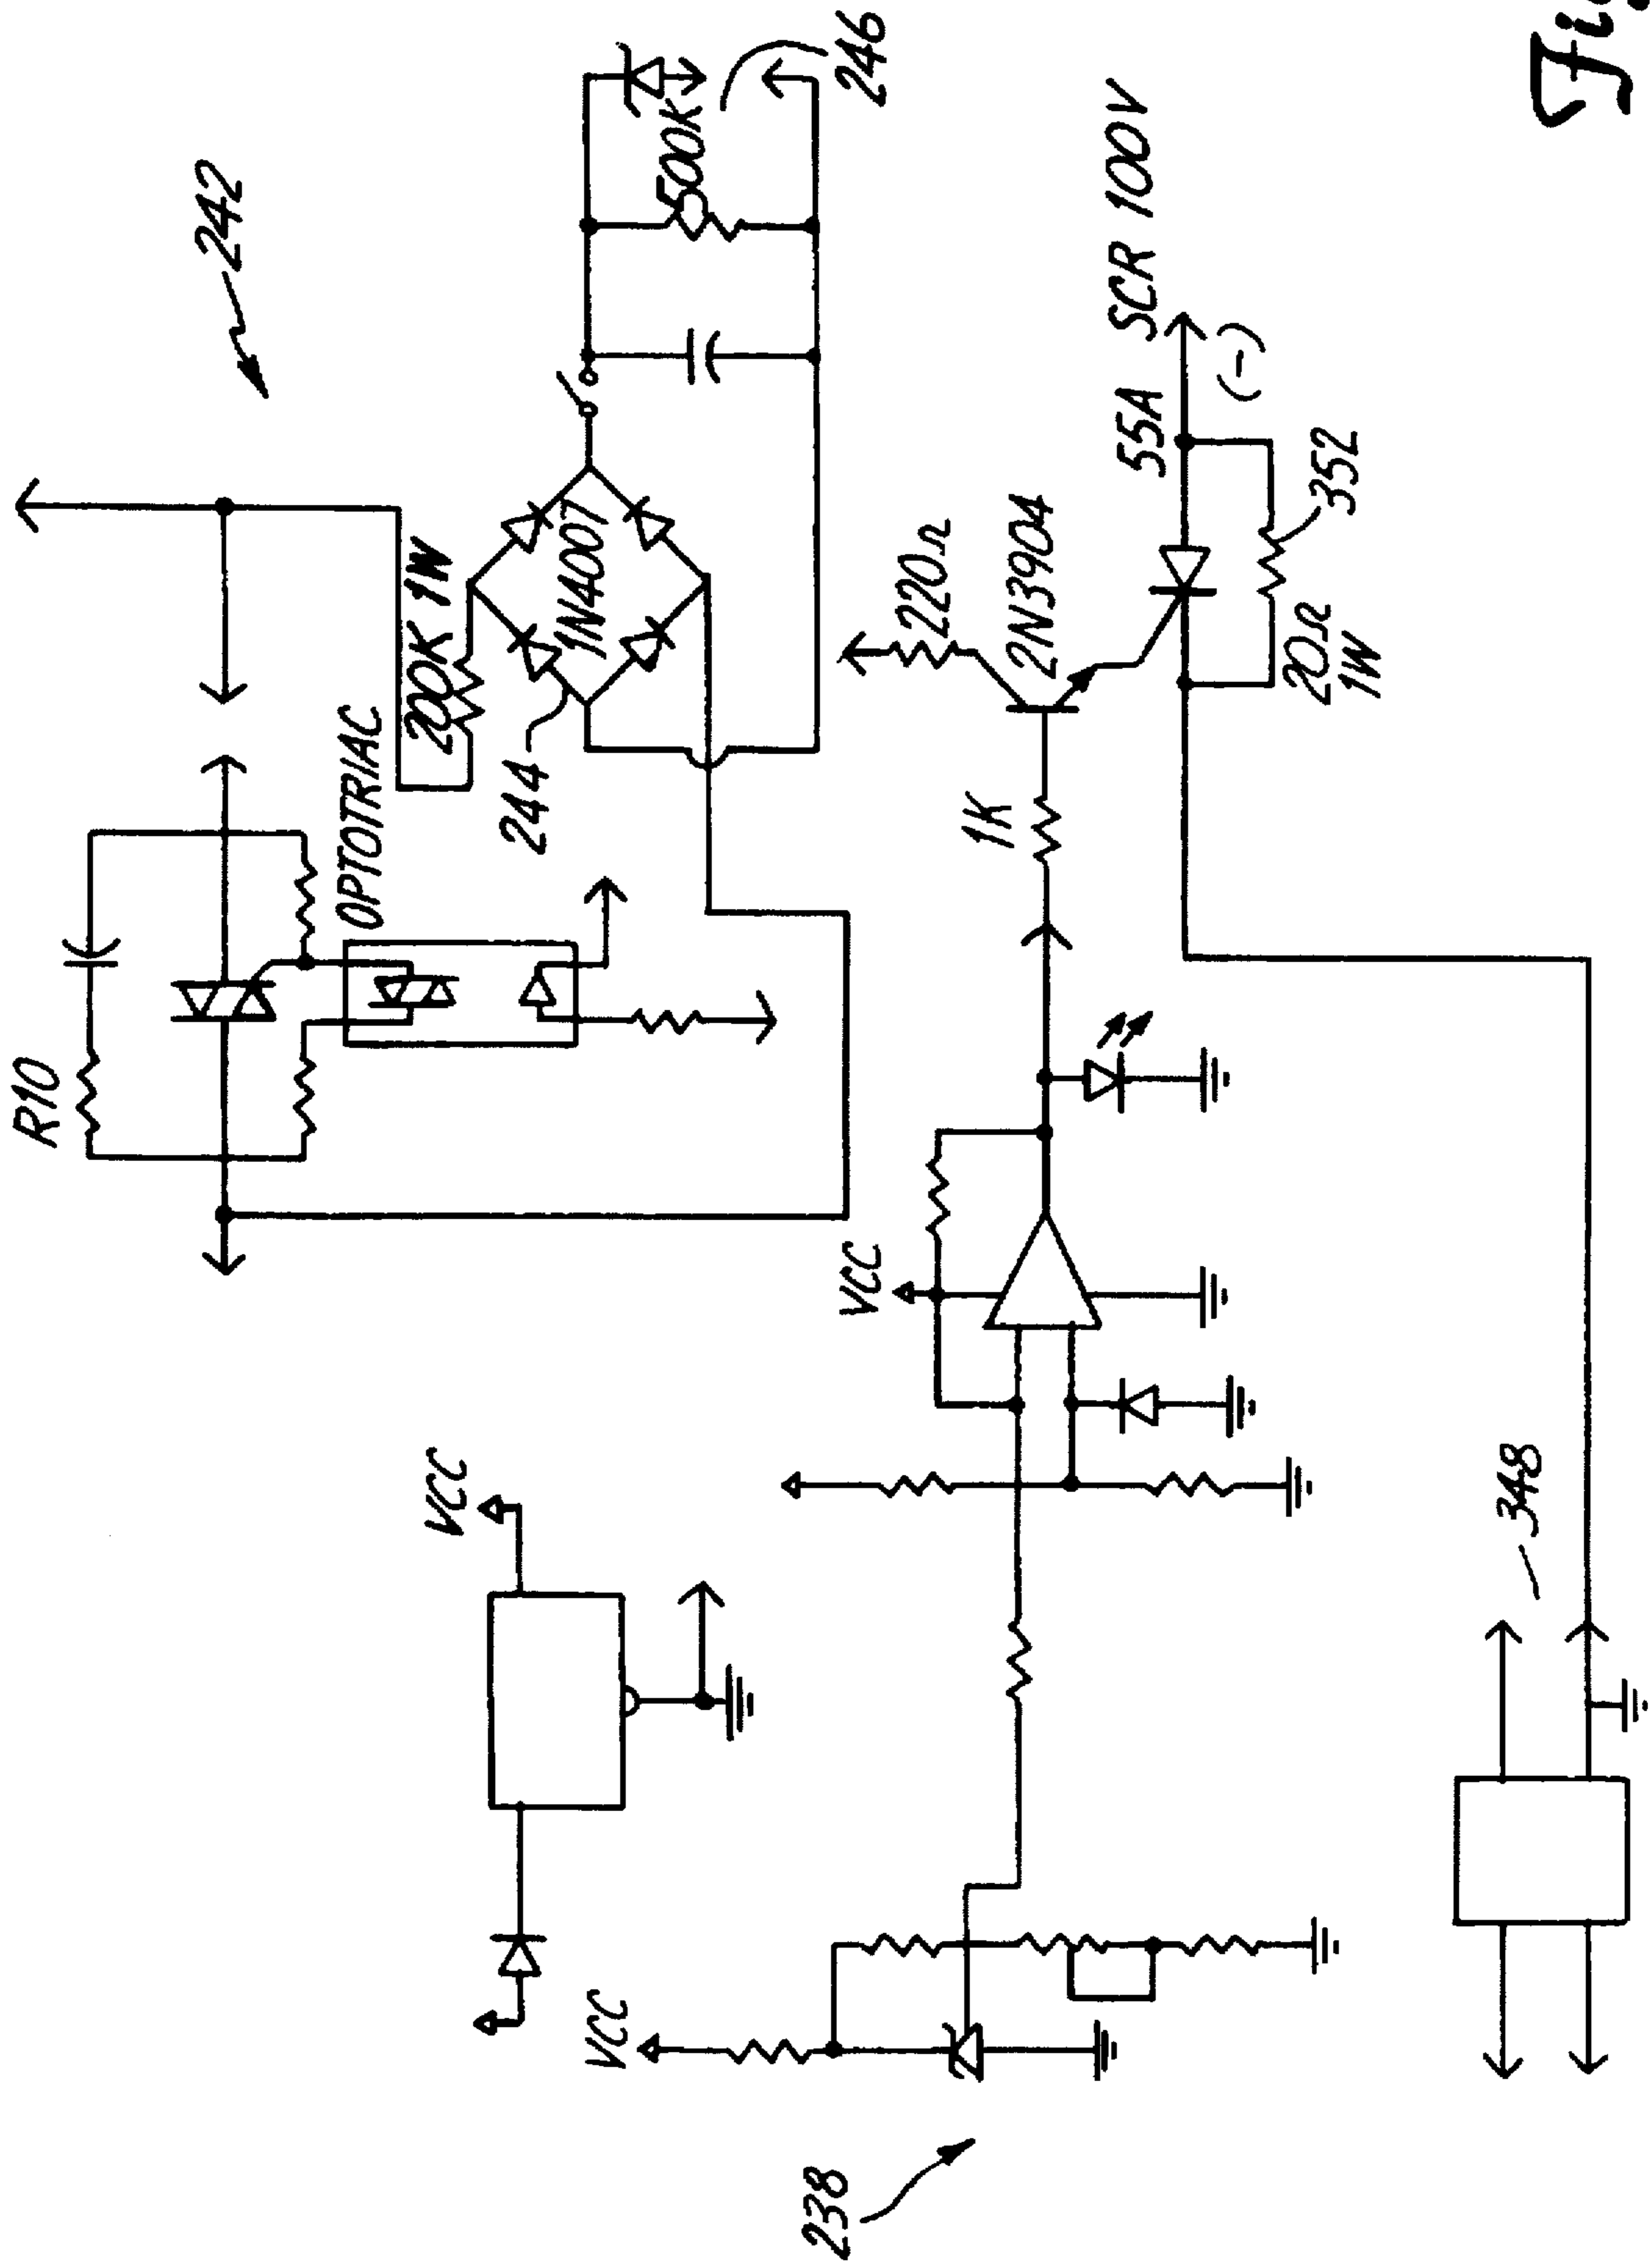 242
R10
OPTOTRIAC
200K 1W
1N4007
244
500K
246
VCC
VCC
VCC
1K
220Ω
2N3904
55A SCR 100V
(-)
20Ω
1W
352
238
348